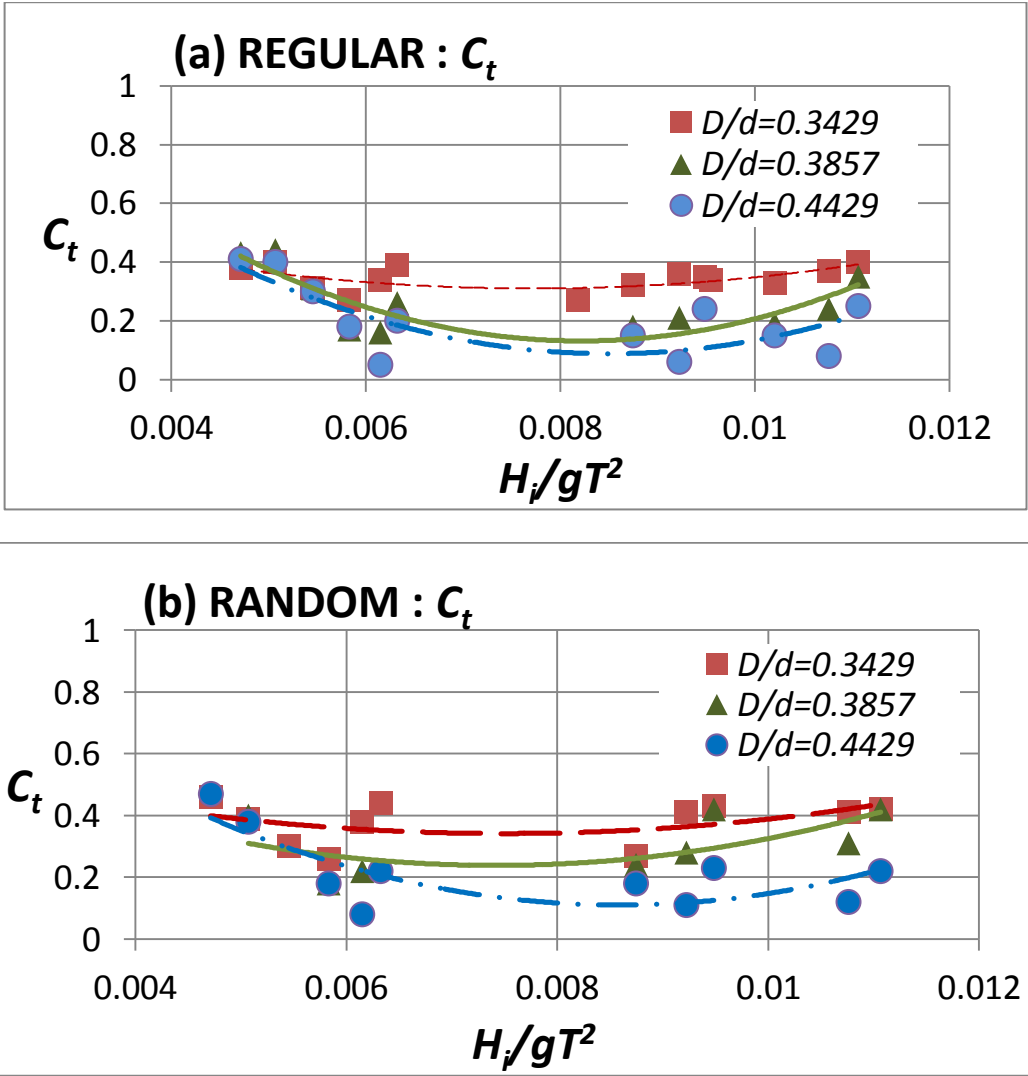 (a) REGULAR : Ct
1
0.8
0.6
0.4
0.2
0
Ct
D/d=0.3429
D/d=0.3857
D/d=0.4429
0.004 0.006 0.008 0.01 0.012
Hi/gT²
(b) RANDOM : Ct
1
0.8
0.6
0.4
0.2
0
Ct
D/d=0.3429
D/d=0.3857
D/d=0.4429
0.004 0.006 0.008 0.01 0.012
Hi/gT²